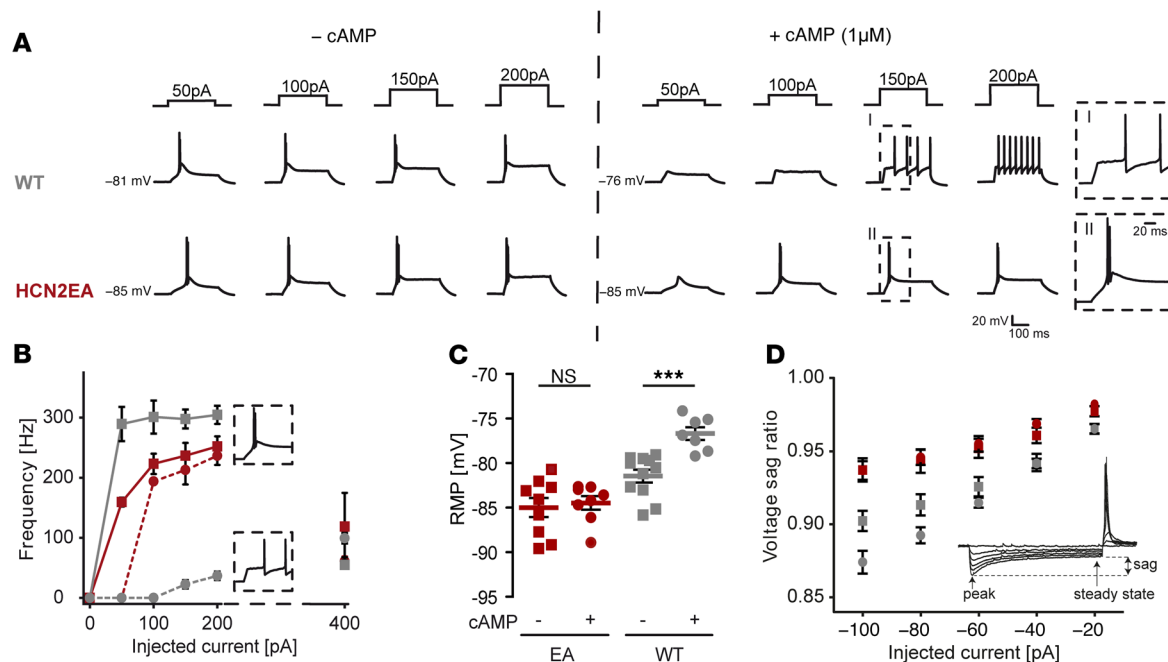 A
– cAMP
+ cAMP (1µM)
50pA 100pA 150pA 200pA 50pA 100pA 150pA 200pA
I I
WT
−81 mV −76 mV
20 ms
II II
HCN2EA
−85 mV −85 mV
20 mV
100 ms
B
Frequency [Hz]
300
200
100
0
0 100 200 400
Injected current [pA]
C
RMP [mV]
NS ***
-70
-75
-80
-85
-90
-95
cAMP - + - +
EA WT
D
Voltage sag ratio
1.00
0.95
0.90
0.85
sag
peak steady state
−100 −80 −60 −40 −20
Injected current [pA]